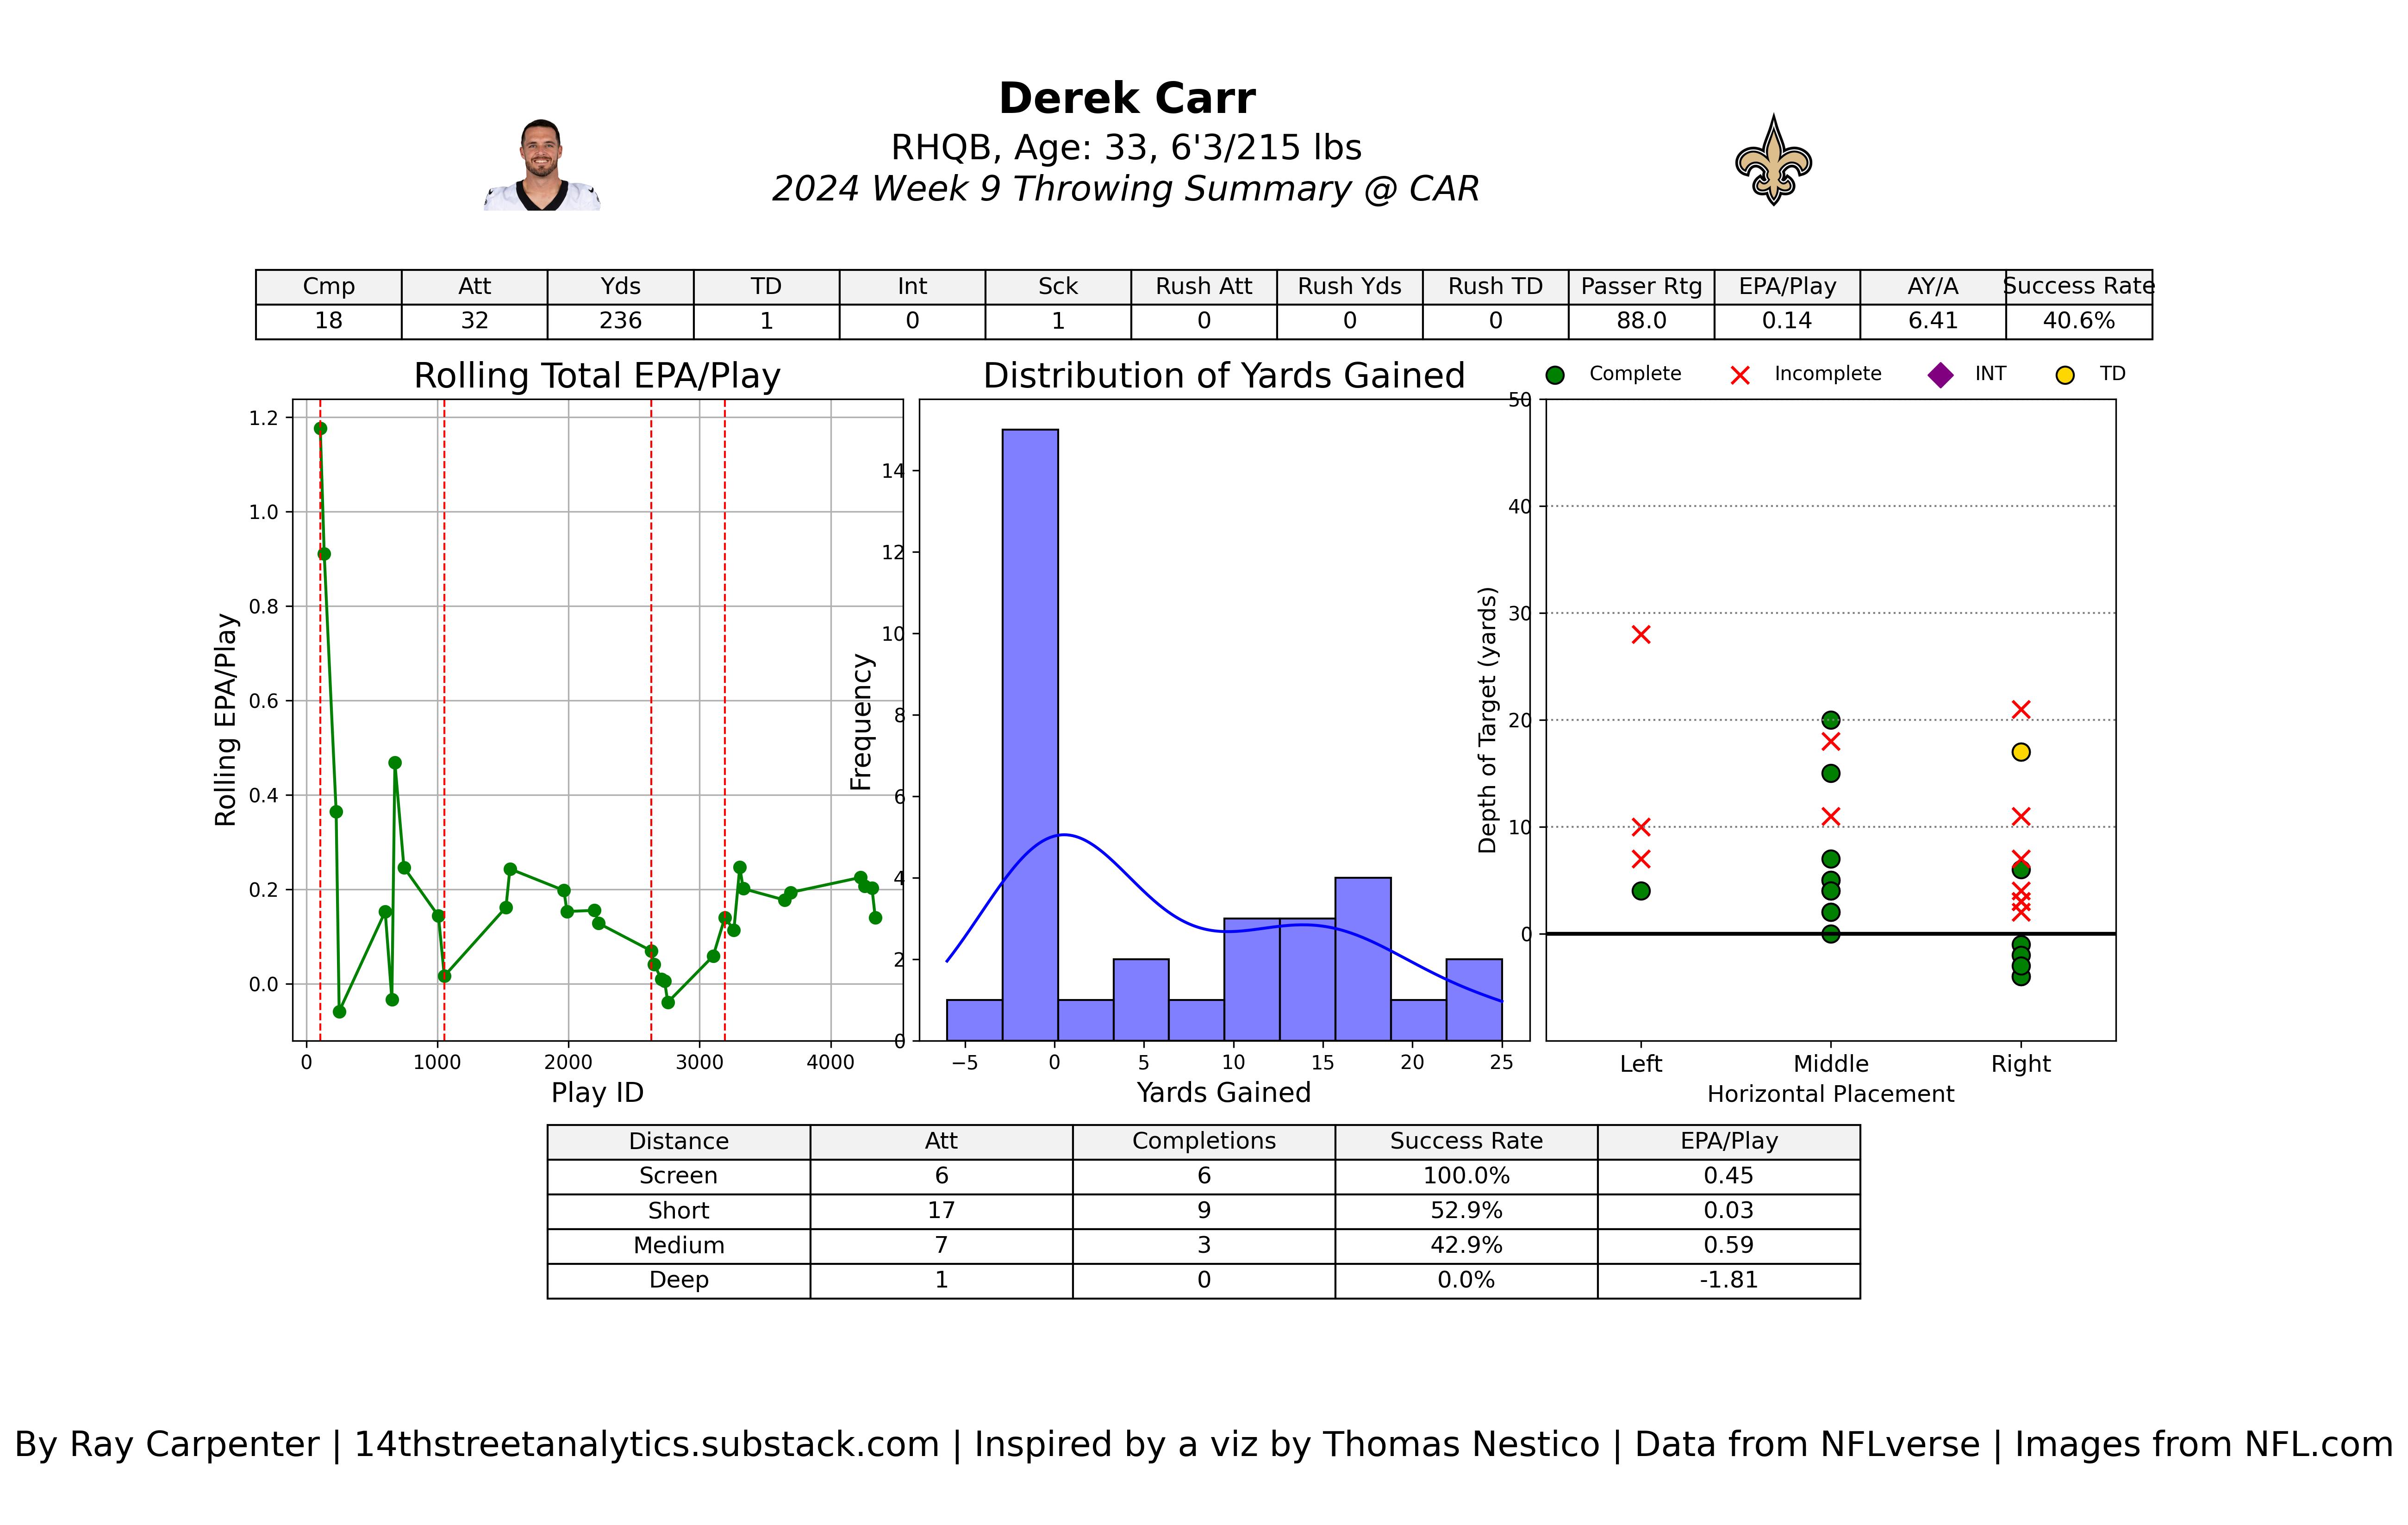 Derek Carr
RHQB, Age: 33, 6'3/215 lbs
2024 Week 9 Throwing Summary @ CAR
Cmp Att Yds TD Int Sck Rush Att Rush Yds Rush TD Passer Rtg EPA/Play AY/A Success Rate
18 32 236 1 0 1 0 0 0 88.0 0.14 6.41 40.6%
Rolling Total EPA/Play
Rolling EPA/Play
1.2
1.0
0.8
0.6
0.4
0.2
0.0
0 1000 2000 3000 4000
Play ID
Distribution of Yards Gained
Frequency
14
12
10
8
6
4
2
0
−5 0 5 10 15 20 25
Yards Gained
Complete Incomplete INT TD
Depth of Target (yards)
50
40
30
20
10
0
Left Middle Right
Horizontal Placement
Distance Att Completions Success Rate EPA/Play
Screen 6 6 100.0% 0.45
Short 17 9 52.9% 0.03
Medium 7 3 42.9% 0.59
Deep 1 0 0.0% -1.81
By Ray Carpenter | 14thstreetanalytics.substack.com | Inspired by a viz by Thomas Nestico | Data from NFLverse | Images from NFL.com